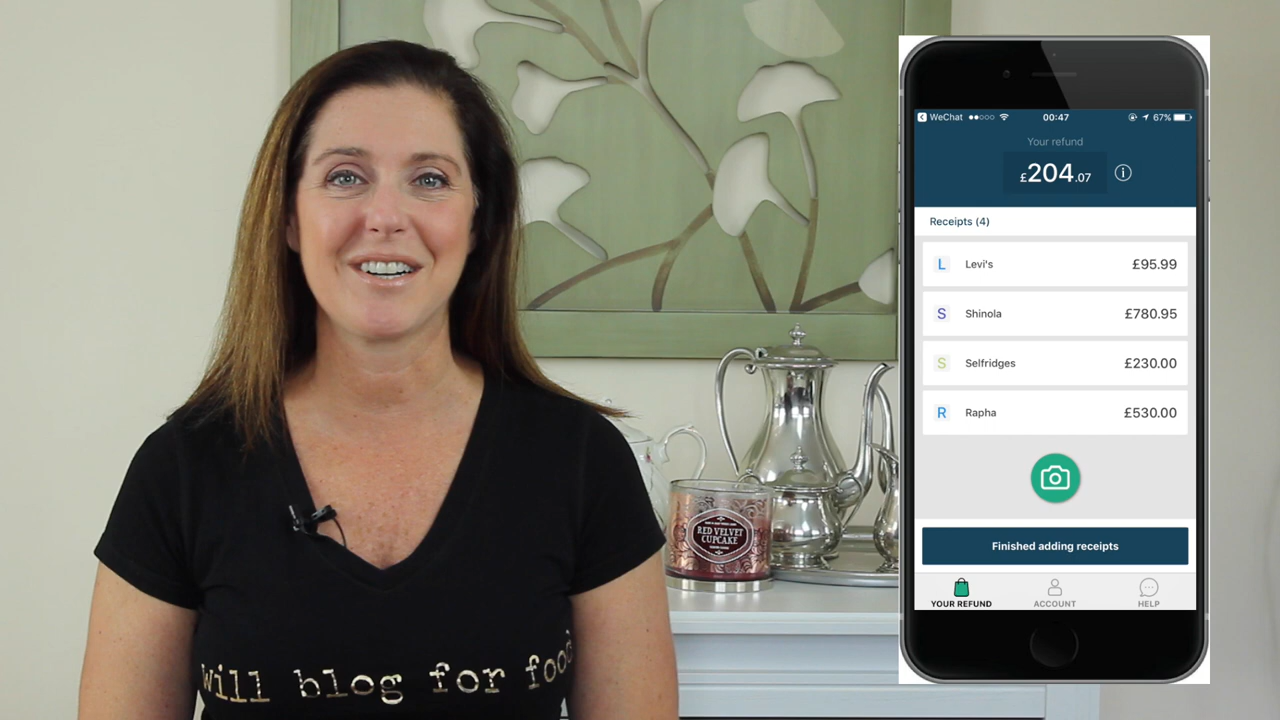 will blog for food
RED VELVET
CUPCAKE
WeChat 00:47 67%
Your refund
£204.07
Receipts (4)
L Levi's £95.99
S Shinola £780.95
S Selfridges £230.00
R Rapha £530.00
Finished adding receipts
YOUR REFUND ACCOUNT HELP